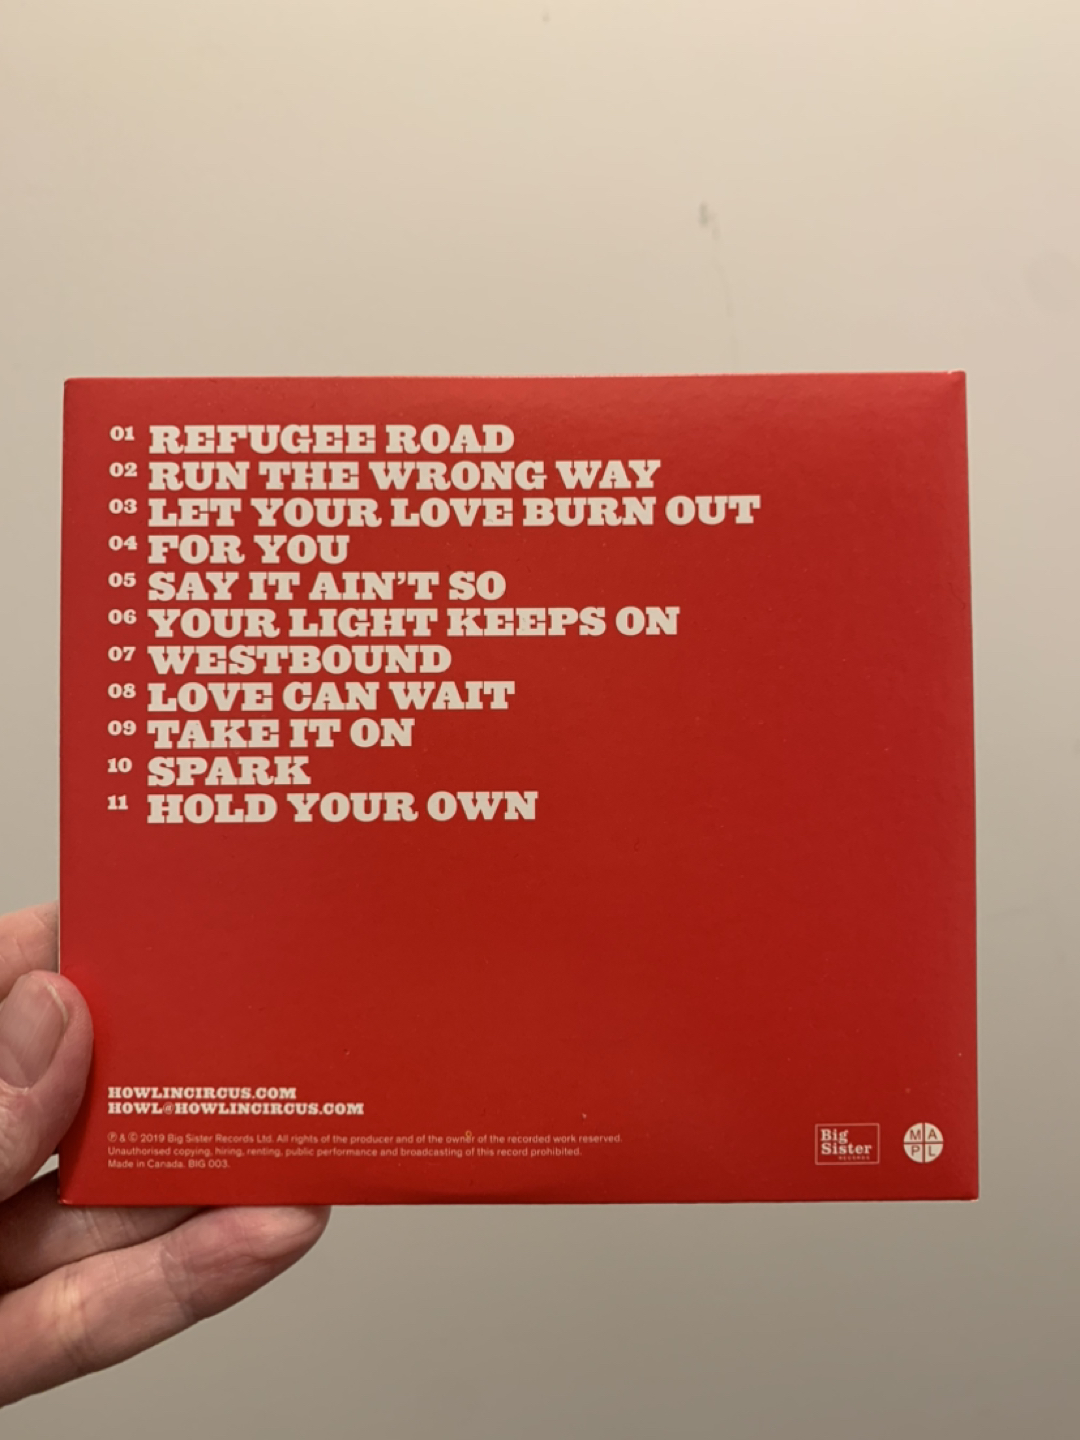 01 REFUGEE ROAD
02 RUN THE WRONG WAY
03 LET YOUR LOVE BURN OUT
04 FOR YOU
05 SAY IT AIN'T SO
06 YOUR LIGHT KEEPS ON
07 WESTBOUND
08 LOVE CAN WAIT
09 TAKE IT ON
10 SPARK
11 HOLD YOUR OWN
HOWLINCIRCUS.COM
HOWL@HOWLINCIRCUS.COM
℗ & © 2019 Big Sister Records Ltd. All rights of the producer and of the owner of the recorded work reserved.
Unauthorised copying, hiring, renting, public performance and broadcasting of this record prohibited.
Made in Canada. BIG 003.
Big
Sister
RECORDS
M A
P L